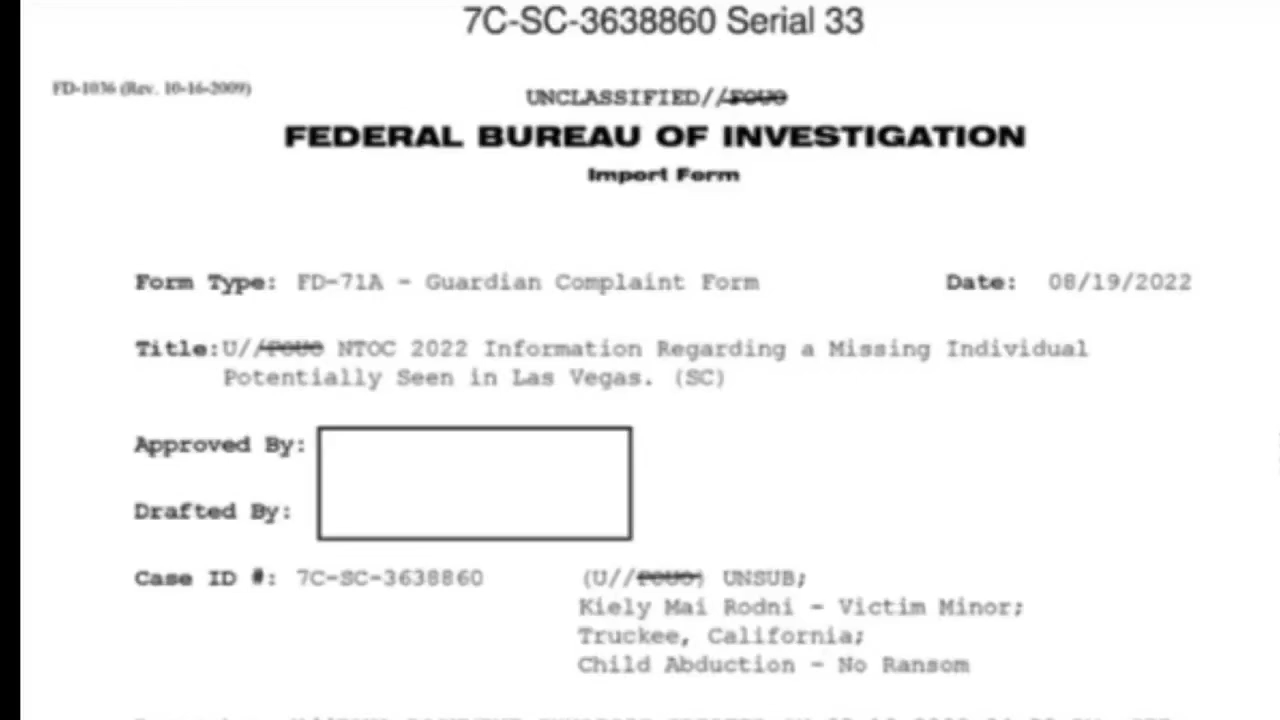 7C-SC-3638860 Serial 33
FD-1036 (Rev. 10-16-2009)
UNCLASSIFIED//FOUO
FEDERAL BUREAU OF INVESTIGATION
Import Form
Form Type: FD-71A - Guardian Complaint Form Date: 08/19/2022
Title: U//FOUO NTOC 2022 Information Regarding a Missing Individual
Potentially Seen in Las Vegas. (SC)
Approved By:
Drafted By:
Case ID #: 7C-SC-3638860 (U//FOUO) UNSUB;
Kiely Mai Rodni - Victim Minor;
Truckee, California;
Child Abduction - No Ransom